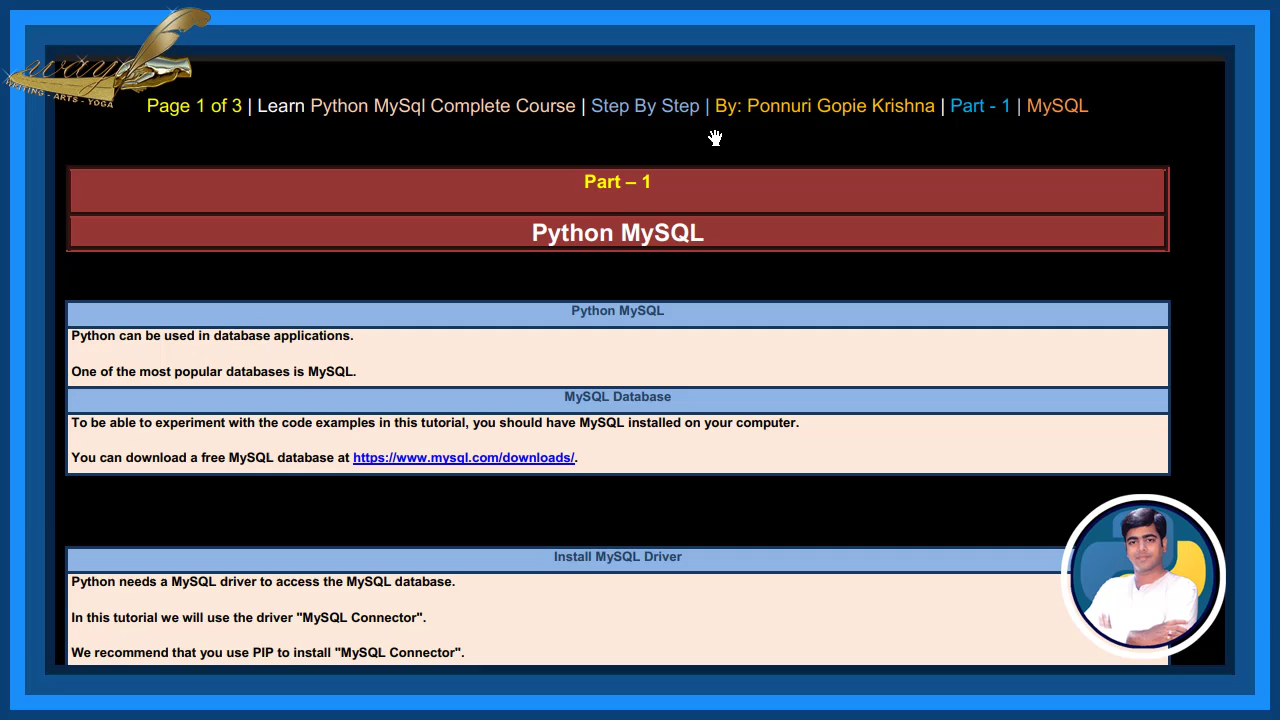 way
WRITING - ARTS - YOGA
Page 1 of 3 | Learn Python MySql Complete Course | Step By Step | By: Ponnuri Gopie Krishna | Part - 1 | MySQL
Part – 1
Python MySQL
Python MySQL
Python can be used in database applications.
One of the most popular databases is MySQL.
MySQL Database
To be able to experiment with the code examples in this tutorial, you should have MySQL installed on your computer.
You can download a free MySQL database at https://www.mysql.com/downloads/.
Install MySQL Driver
Python needs a MySQL driver to access the MySQL database.
In this tutorial we will use the driver "MySQL Connector".
We recommend that you use PIP to install "MySQL Connector".